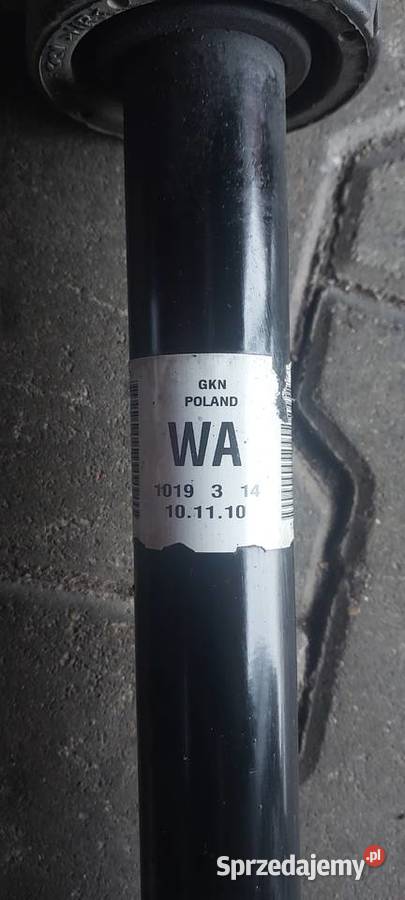 GKN
POLAND
WA
1019 3 14
10.11.10
Sprzedajemy.pl